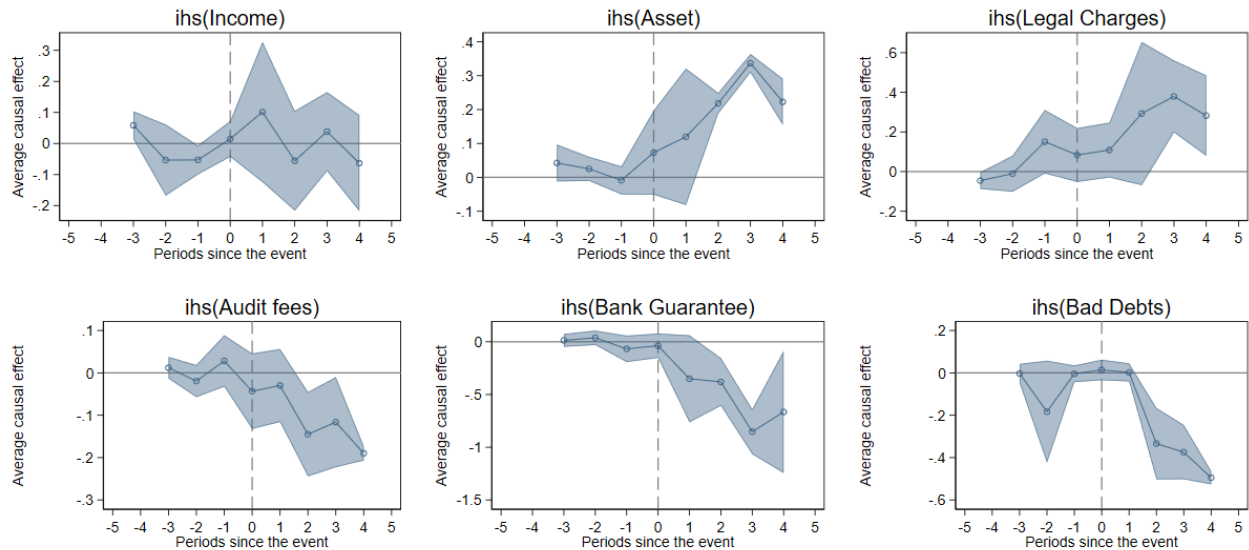 ihs(Income)
Average causal effect
.3
.2
.1
0
-.1
-.2
-5 -4 -3 -2 -1 0 1 2 3 4 5
Periods since the event
ihs(Asset)
Average causal effect
.4
.3
.2
.1
0
-.1
-5 -4 -3 -2 -1 0 1 2 3 4 5
Periods since the event
ihs(Legal Charges)
Average causal effect
.6
.4
.2
0
-.2
-5 -4 -3 -2 -1 0 1 2 3 4 5
Periods since the event
ihs(Audit fees)
Average causal effect
.1
0
-.1
-.2
-.3
-5 -4 -3 -2 -1 0 1 2 3 4 5
Periods since the event
ihs(Bank Guarantee)
Average causal effect
0
-.5
-1
-1.5
-5 -4 -3 -2 -1 0 1 2 3 4 5
Periods since the event
ihs(Bad Debts)
Average causal effect
.2
0
-.2
-.4
-.6
-5 -4 -3 -2 -1 0 1 2 3 4 5
Periods since the event